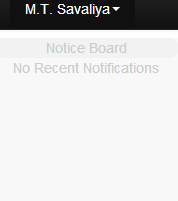 M.T. Savaliya
Notice Board
No Recent Notifications